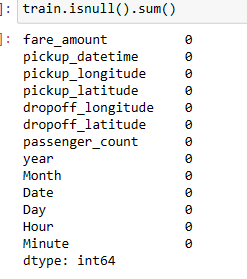 ]: train.isnull().sum()
]: fare_amount 0
pickup_datetime 0
pickup_longitude 0
pickup_latitude 0
dropoff_longitude 0
dropoff_latitude 0
passenger_count 0
year 0
Month 0
Date 0
Day 0
Hour 0
Minute 0
dtype: int64